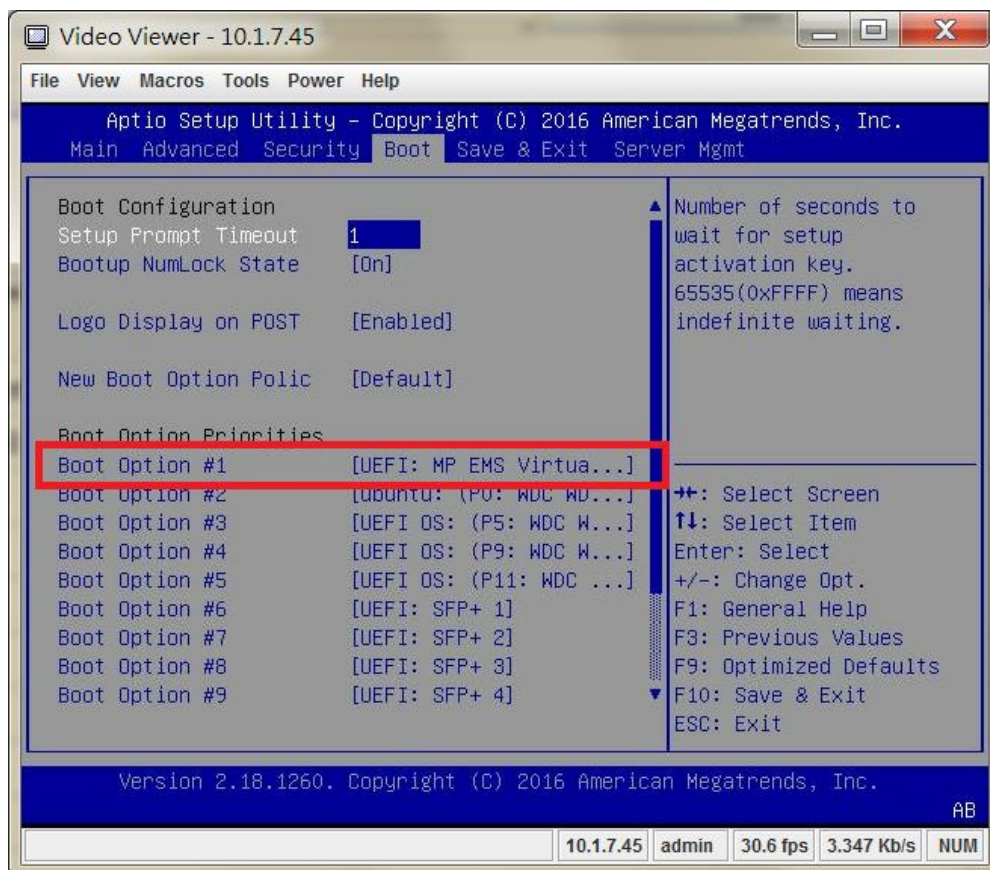 Video Viewer - 10.1.7.45
File View Macros Tools Power Help
Aptio Setup Utility – Copyright (C) 2016 American Megatrends, Inc.
Main Advanced Security Boot Save & Exit Server Mgmt
Boot Configuration
Setup Prompt Timeout 1
Bootup NumLock State [On]
Logo Display on POST [Enabled]
New Boot Option Polic [Default]
Boot Option Priorities
Boot Option #1 [UEFI: MP EMS Virtua...]
Boot Option #2 [ubuntu: (P0: WDC WD...]
Boot Option #3 [UEFI OS: (P5: WDC W...]
Boot Option #4 [UEFI OS: (P9: WDC W...]
Boot Option #5 [UEFI OS: (P11: WDC ...]
Boot Option #6 [UEFI: SFP+ 1]
Boot Option #7 [UEFI: SFP+ 2]
Boot Option #8 [UEFI: SFP+ 3]
Boot Option #9 [UEFI: SFP+ 4]
Number of seconds to
wait for setup
activation key.
65535(0xFFFF) means
indefinite waiting.
→←: Select Screen
↑↓: Select Item
Enter: Select
+/-: Change Opt.
F1: General Help
F3: Previous Values
F9: Optimized Defaults
F10: Save & Exit
ESC: Exit
Version 2.18.1260. Copyright (C) 2016 American Megatrends, Inc.
AB
10.1.7.45 admin 30.6 fps 3.347 Kb/s NUM